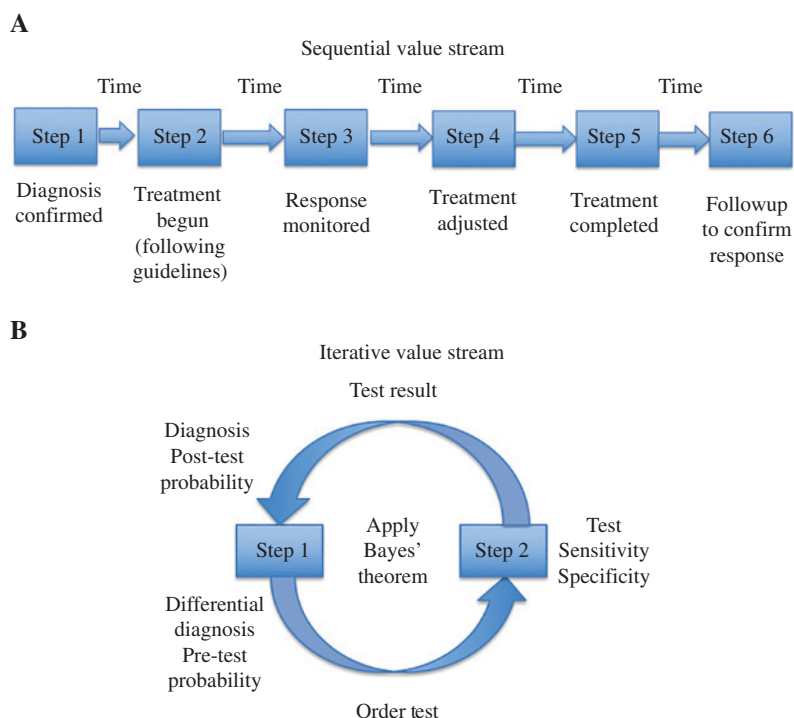 A
Sequential value stream
Time Time Time Time Time
Step 1 Step 2 Step 3 Step 4 Step 5 Step 6
Diagnosis
confirmed
Treatment
begun
(following
guidelines)
Response
monitored
Treatment
adjusted
Treatment
completed
Followup
to confirm
response
B
Iterative value stream
Test result
Diagnosis
Post-test
probability
Step 1
Apply
Bayes'
theorem
Step 2
Test
Sensitivity
Specificity
Differential
diagnosis
Pre-test
probability
Order test